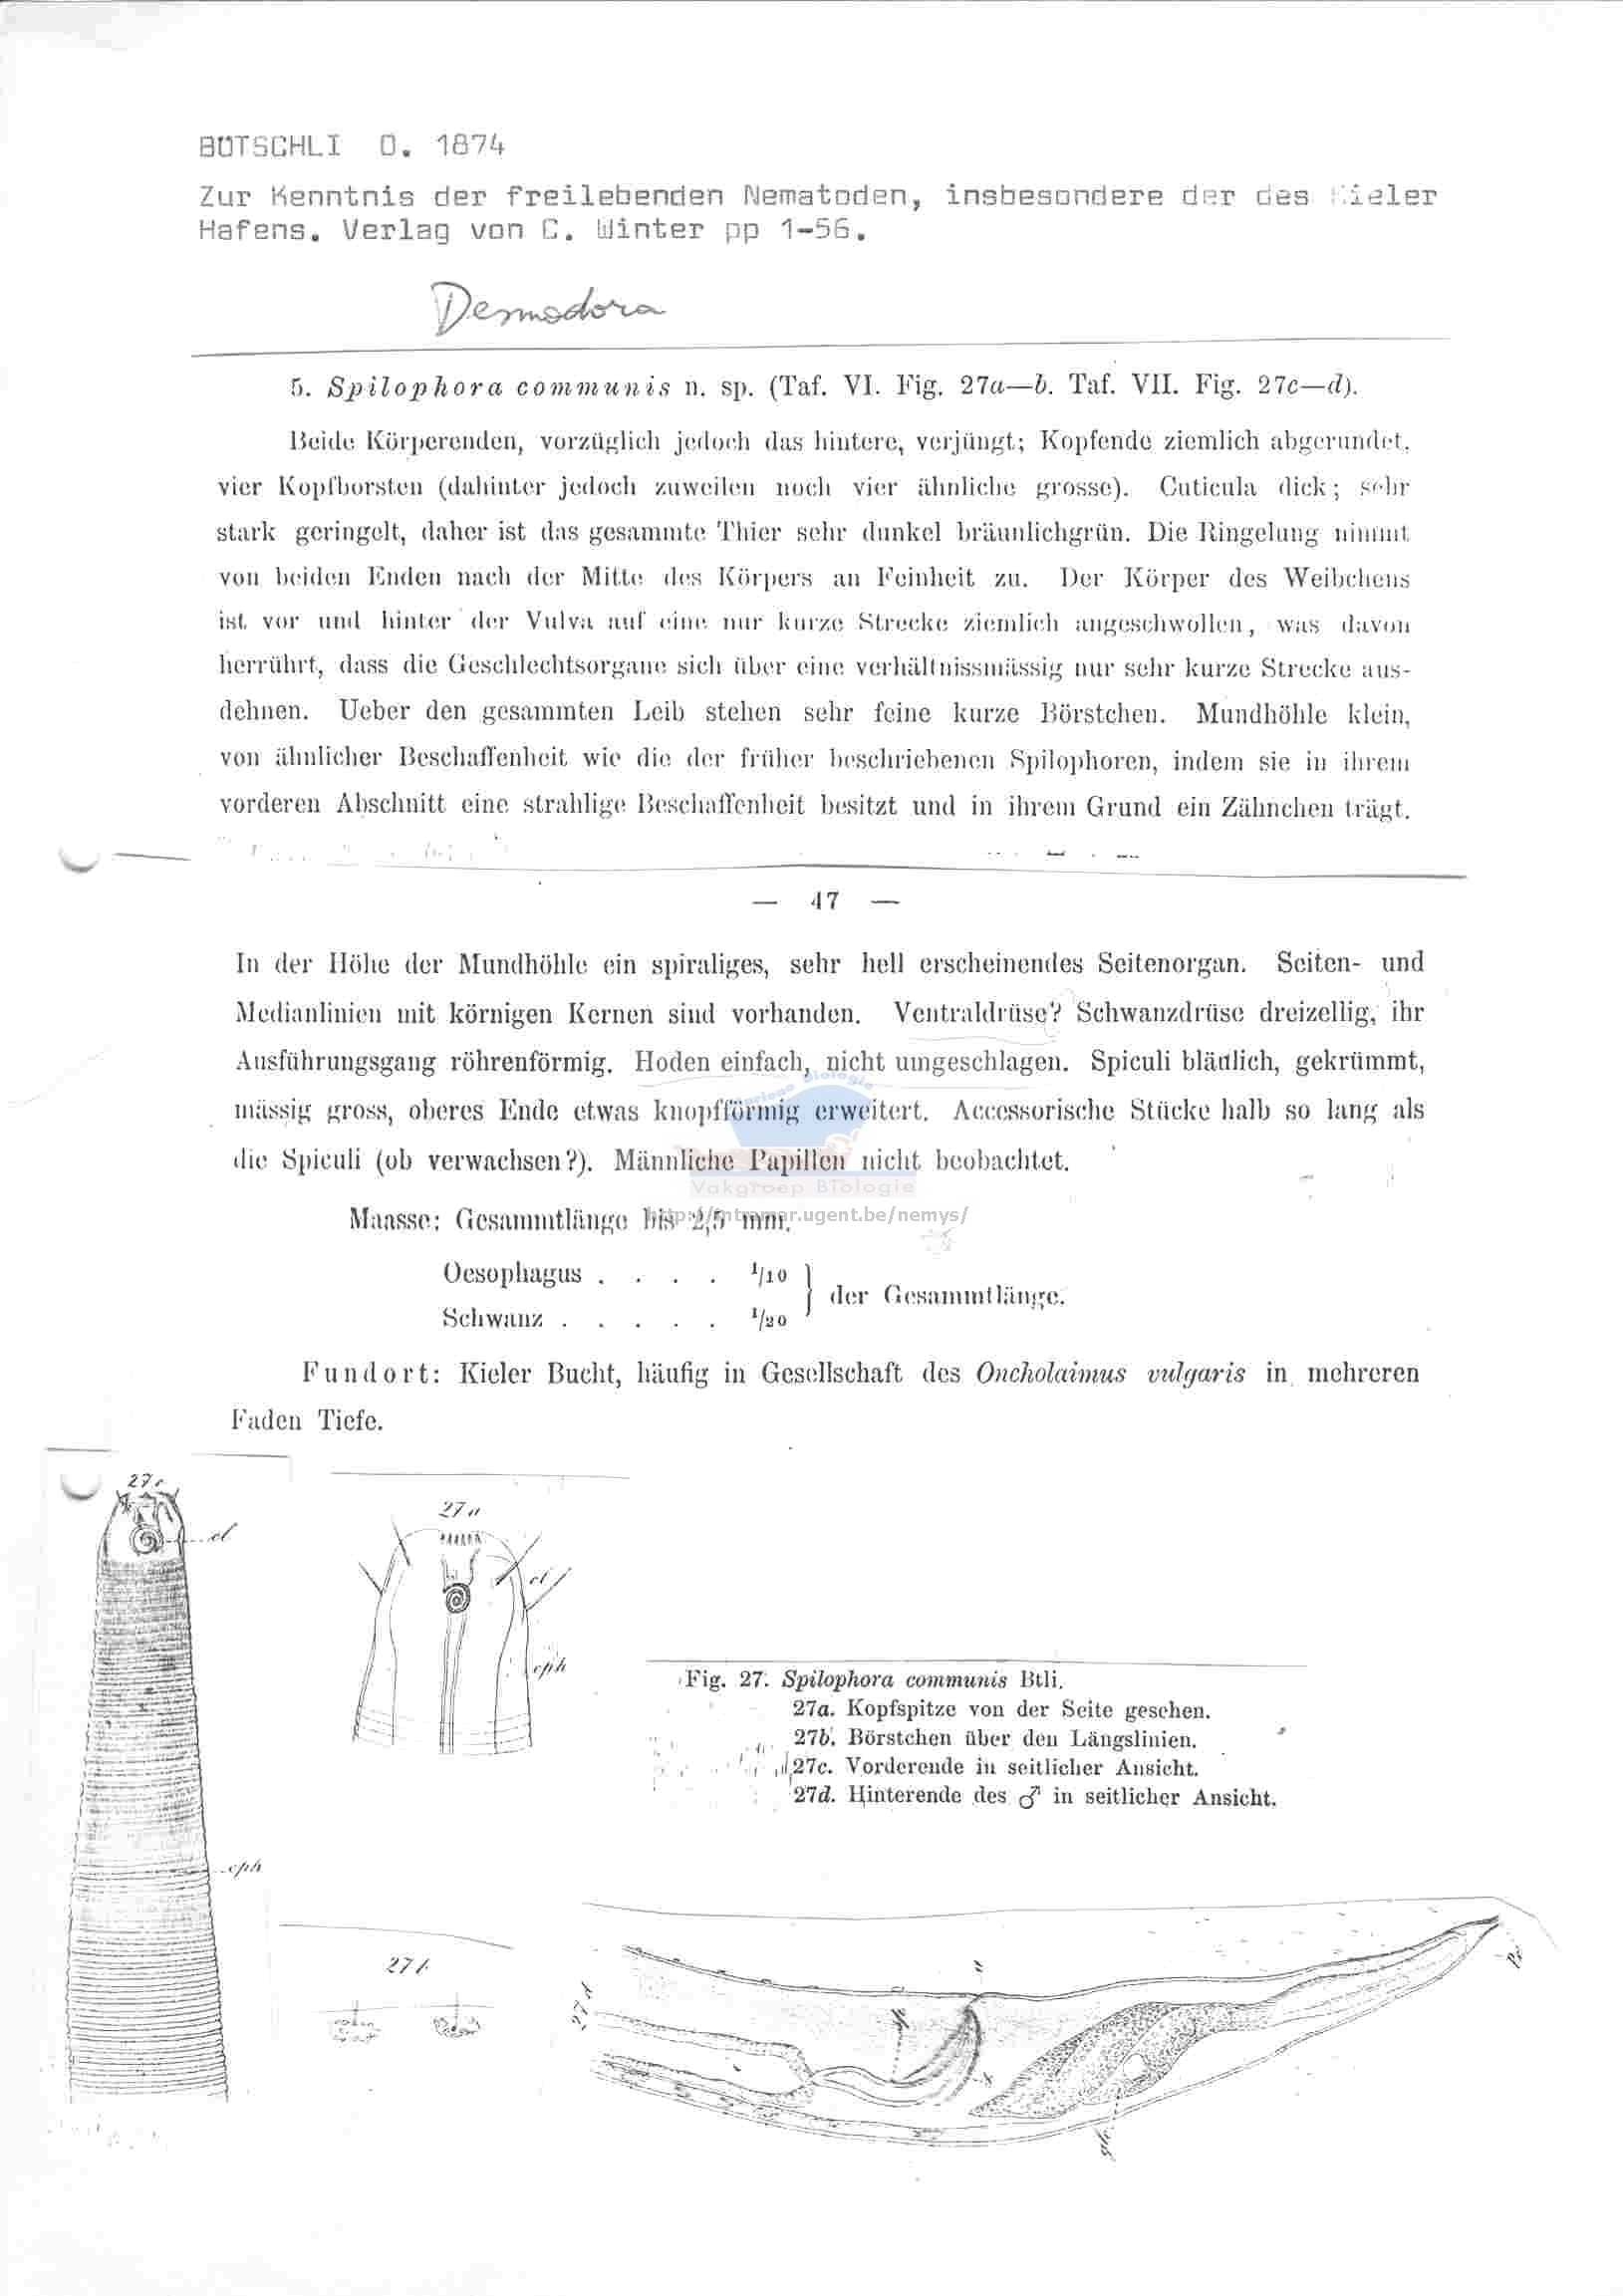 BÜTSCHLI O. 1874
Zur Kenntnis der freilebenden Nematoden, insbesondere der des Kieler
Hafens. Verlag von C. Winter pp 1-56.
Desmodora
5. Spilophora communis n. sp. (Taf. VI. Fig. 27a—b. Taf. VII. Fig. 27c—d).
Beide Körperenden, vorzüglich jedoch das hintere, verjüngt; Kopfende ziemlich abgerundet,
vier Kopfborsten (dahinter jedoch zuweilen noch vier ähnliche grosse). Cuticula dick; sehr
stark geringelt, daher ist das gesammte Thier sehr dunkel bräunlichgrün. Die Ringelung nimmt
von beiden Enden nach der Mitte des Körpers an Feinheit zu. Der Körper des Weibchens
ist vor und hinter der Vulva auf eine nur kurze Strecke ziemlich angeschwollen, was davon
herrührt, dass die Geschlechtsorgane sich über eine verhältnissmässig nur sehr kurze Strecke aus-
dehnen. Ueber den gesammten Leib stehen sehr feine kurze Börstchen. Mundhöhle klein,
von ähnlicher Beschaffenheit wie die der früher beschriebenen Spilophoren, indem sie in ihrem
vorderen Abschnitt eine strahlige Beschaffenheit besitzt und in ihrem Grund ein Zähnchen trägt.
— 47 —
In der Höhe der Mundhöhle ein spiraliges, sehr hell erscheinendes Seitenorgan. Seiten- und
Medianlinien mit körnigen Kernen sind vorhanden. Ventraldrüse? Schwanzdrüse dreizellig, ihr
Ausführungsgang röhrenförmig. Hoden einfach, nicht umgeschlagen. Spiculi bläulich, gekrümmt,
mässig gross, oberes Ende etwas knopfförmig erweitert. Accessorische Stücke halb so lang als
die Spiculi (ob verwachsen?). Männliche Papillen nicht beobachtet.
Mariene Biologie
Vakgroep Biologie
http://intramar.ugent.be/nemys/
Maasse: Gesammtlänge bis 2,5 mm.
Oesophagus . . . . 1/10 } der Gesammtlänge.
Schwanz . . . . . 1/20
Fundort: Kieler Bucht, häufig in Gesellschaft des Oncholaimus vulgaris in mehreren
Faden Tiefe.
27c
cl
27a
cl
oph
Fig. 27. Spilophora communis Btli.
27a. Kopfspitze von der Seite gesehen.
27b. Börstchen über den Längslinien.
27c. Vorderende in seitlicher Ansicht.
27d. Hinterende des ♂ in seitlicher Ansicht.
oph
27b
27d
x